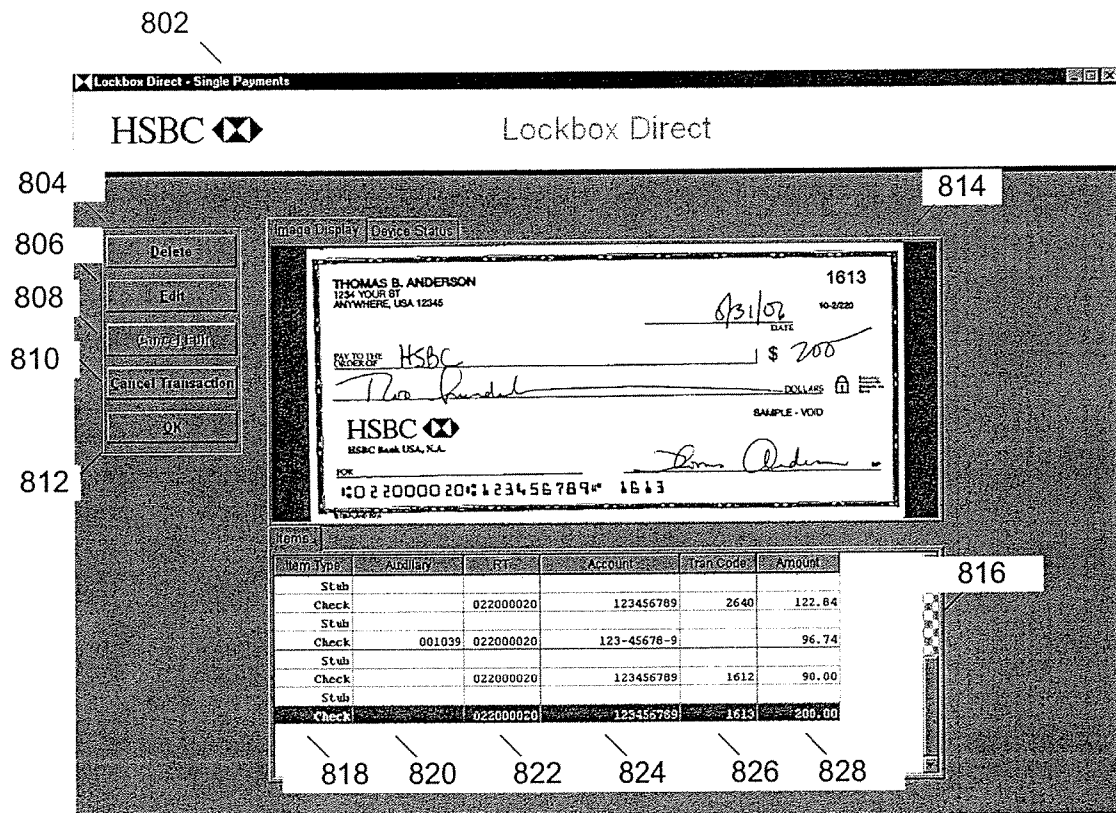 802
Lockbox Direct - Single Payments
HSBC Lockbox Direct
804
806
808
810
812
Delete
Edit
Cancel Edit
Cancel Transaction
OK
814
Image Display Device Status
THOMAS B. ANDERSON
1234 YOUR ST
ANYWHERE, USA 12345
1613
10-2/220
8/31/06
DATE
PAY TO THE
ORDER OF HSBC $ 200
Two Hundred DOLLARS
SAMPLE - VOID
HSBC
HSBC Bank USA, N.A.
FOR
⑆022000020⑆123456789⑈ 1613
Items
Item Type Auxiliary RT Account Tran Code Amount
Stub
Check 022000020 123456789 2640 122.84
Stub
Check 001039 022000020 123-45678-9 96.74
Stub
Check 022000020 123456789 1612 90.00
Stub
Check 022000020 123456789 1613 200.00
816
818 820 822 824 826 828